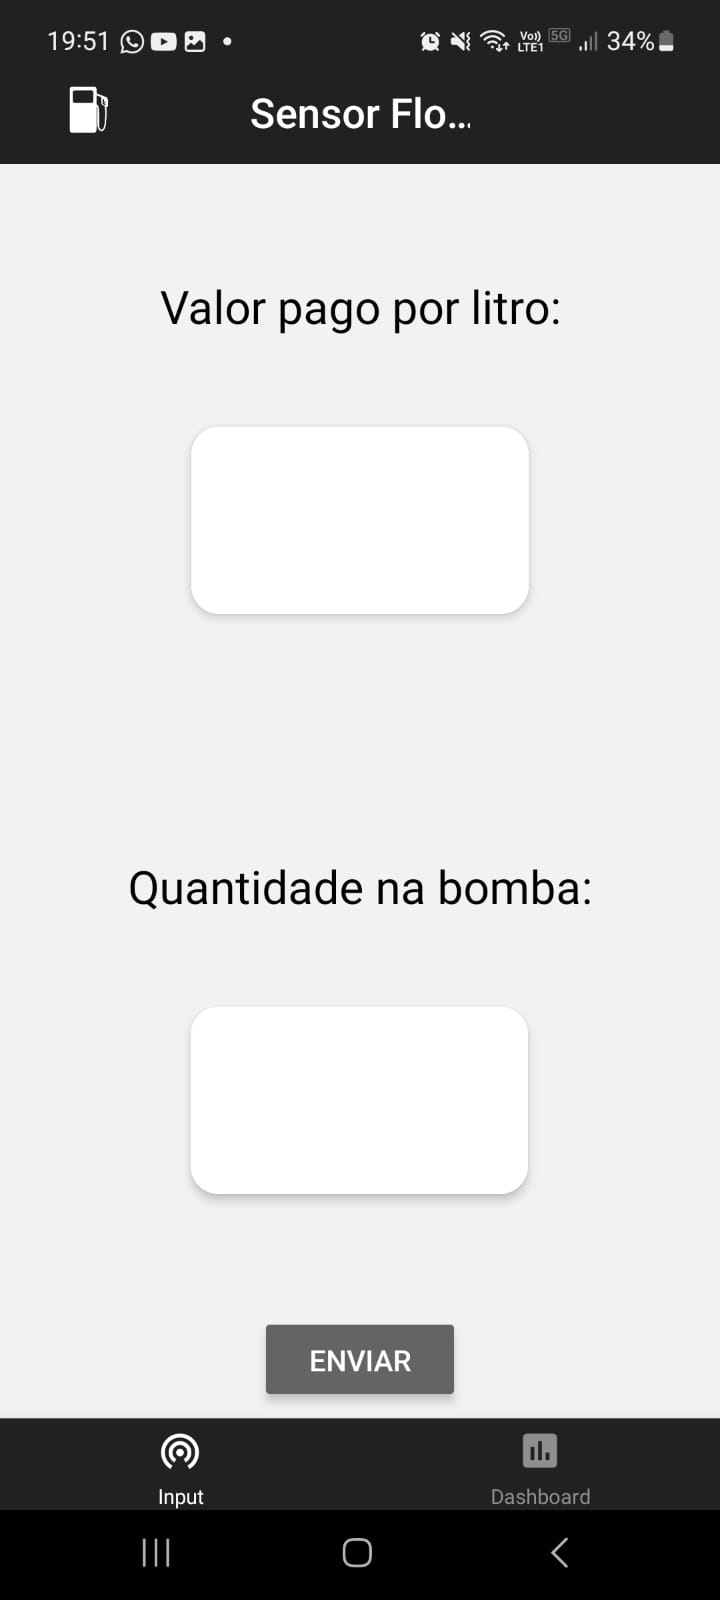 19:51
Vo)) LTE1 5G 34%
Sensor Flo...
Valor pago por litro:
Quantidade na bomba:
ENVIAR
Input
Dashboard